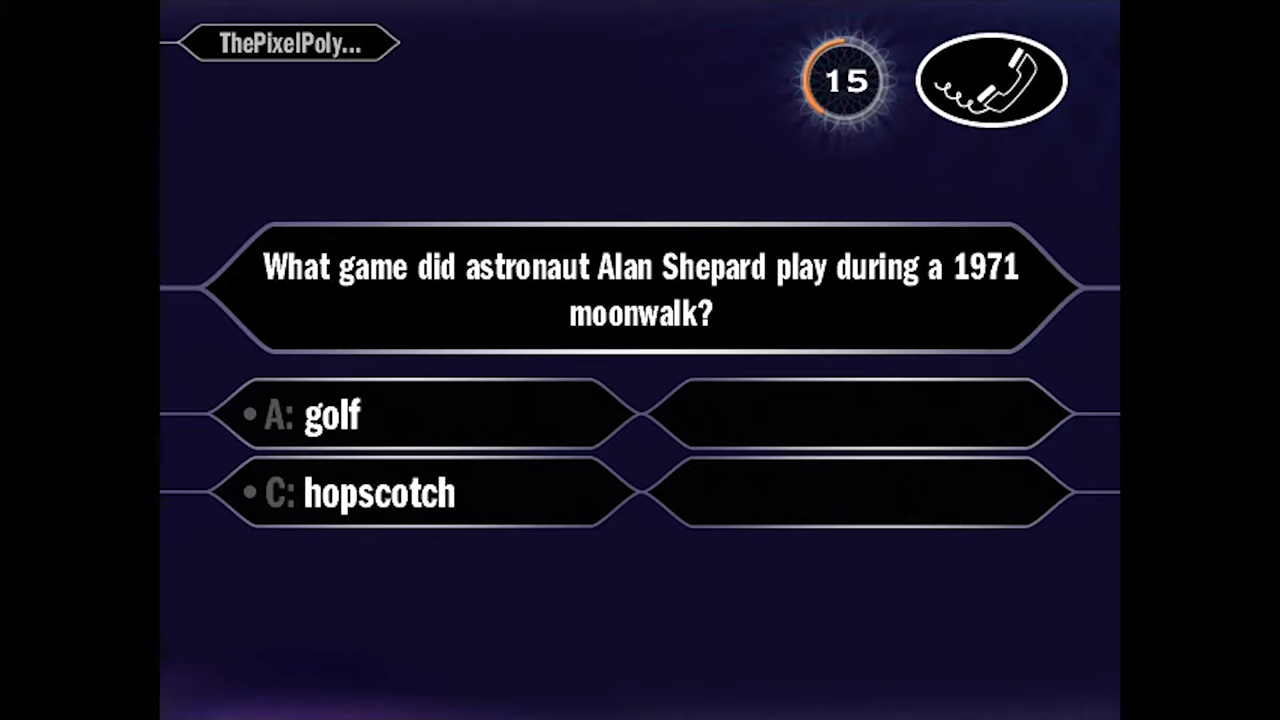 ThePixelPoly...
15
What game did astronaut Alan Shepard play during a 1971
moonwalk?
• A: golf
• C: hopscotch